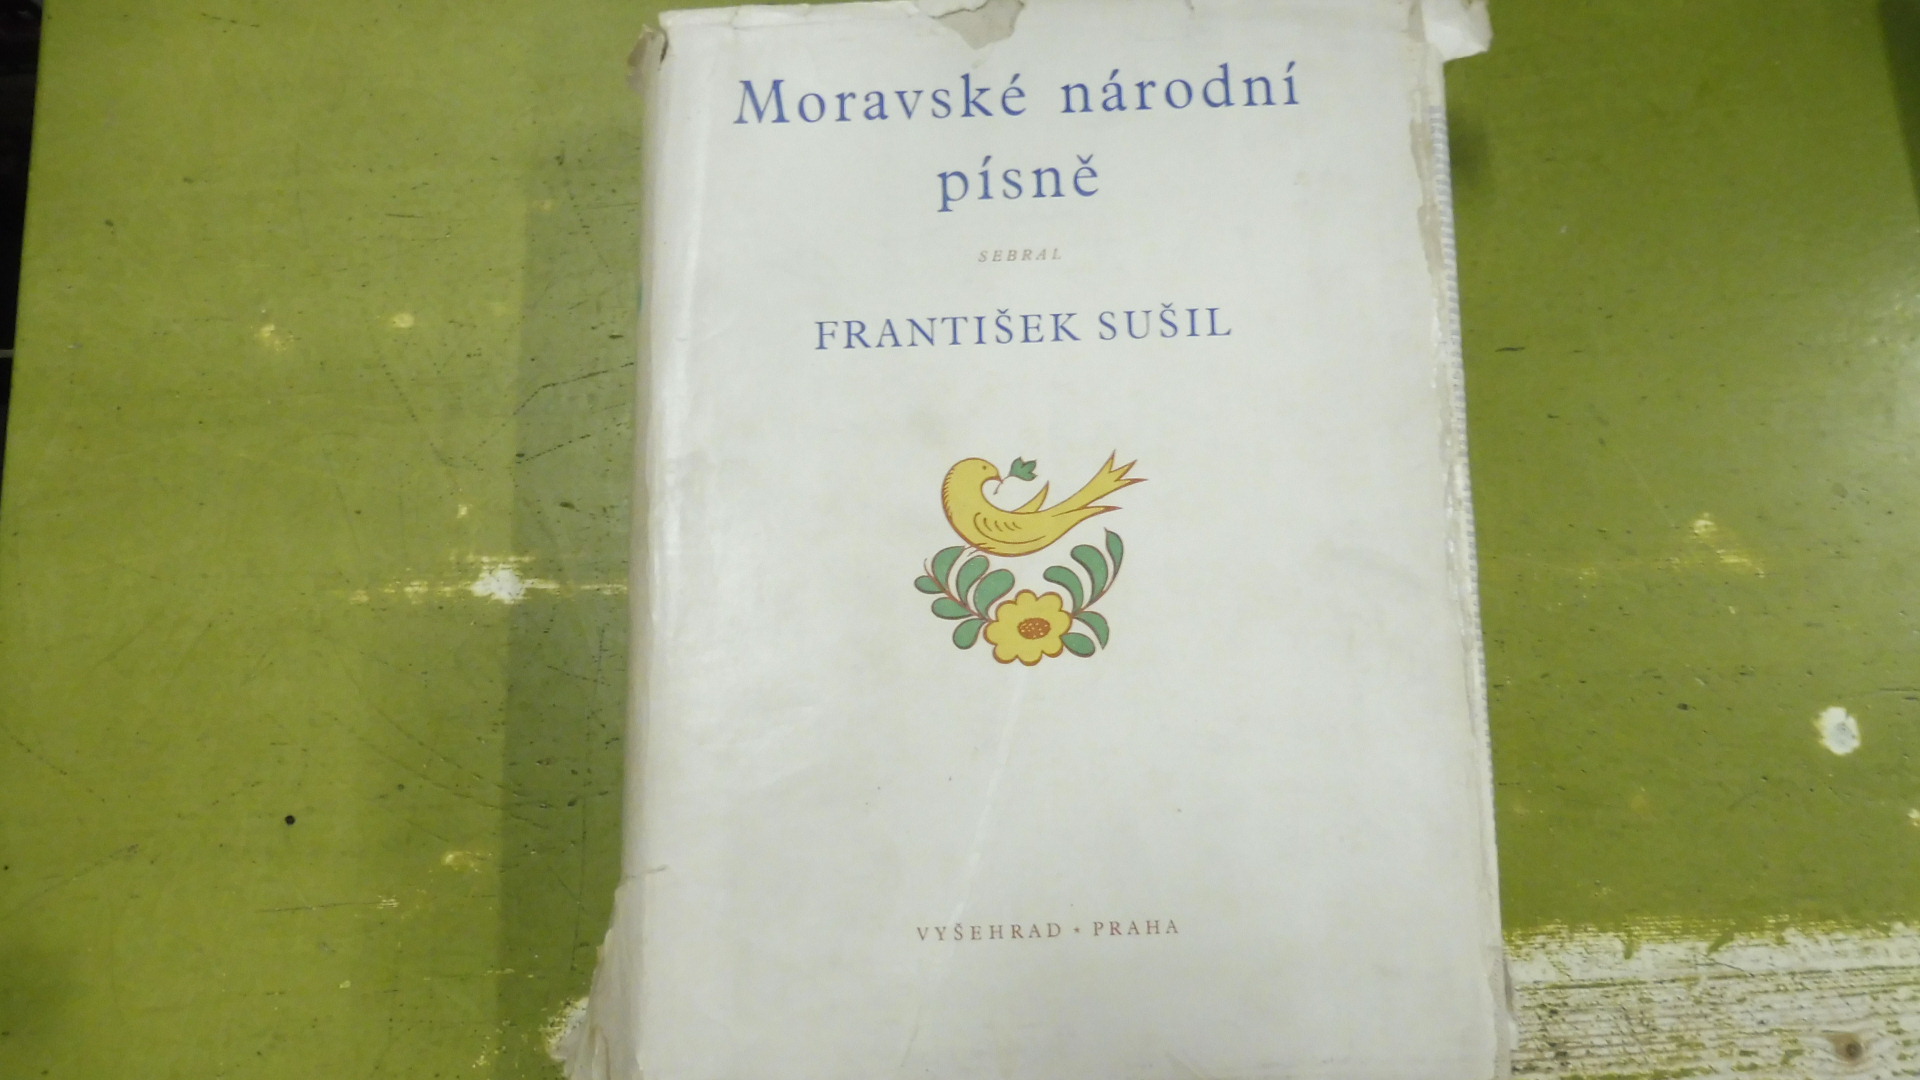 Moravské národní
písně
SEBRAL
FRANTIŠEK SUŠIL
VYŠEHRAD * PRAHA